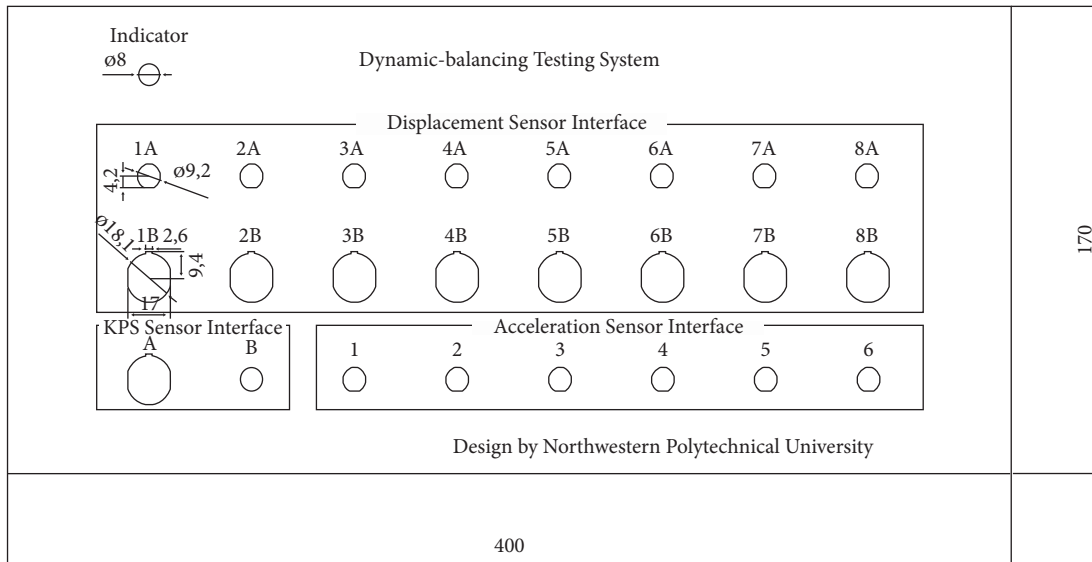 Indicator
ø8
Dynamic-balancing Testing System
Displacement Sensor Interface
1A 2A 3A 4A 5A 6A 7A 8A
4,2
ø9,2
ø18,1
1B 2,6 2B 3B 4B 5B 6B 7B 8B
9,4
17
KPS Sensor Interface
A B
Acceleration Sensor Interface
1 2 3 4 5 6
Design by Northwestern Polytechnical University
170
400